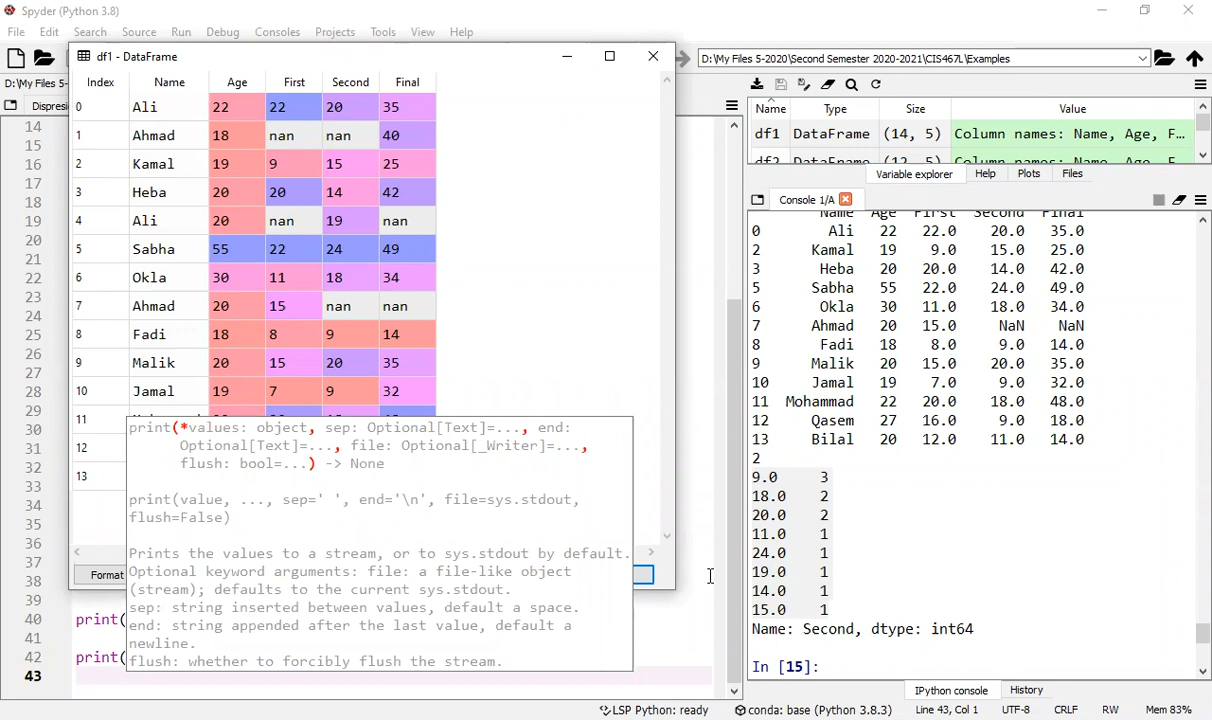 Spyder (Python 3.8)
File Edit Search Source Run Debug Consoles Projects Tools View Help
D:\My Files 5-2020\Second Semester 2020-2021\CIS467L\Examples
D:\My Files 5-20
Dispresi
14
15
16
17
18
19
20
21
22
23
24
25
26
27
28
29
30
31
32
33
34
35
36
37
38
39
40 print(
41
42 print(
43
df1 - DataFrame
Index Name Age First Second Final
0 Ali 22 22 20 35
1 Ahmad 18 nan nan 40
2 Kamal 19 9 15 25
3 Heba 20 20 14 42
4 Ali 20 nan 19 nan
5 Sabha 55 22 24 49
6 Okla 30 11 18 34
7 Ahmad 20 15 nan nan
8 Fadi 18 8 9 14
9 Malik 20 15 20 35
10 Jamal 19 7 9 32
11
12
13
Format
print(*values: object, sep: Optional[Text]=..., end:
Optional[Text]=..., file: Optional[_Writer]=...,
flush: bool=...) -> None
print(value, ..., sep=' ', end='\n', file=sys.stdout,
flush=False)
Prints the values to a stream, or to sys.stdout by default.
Optional keyword arguments: file: a file-like object
(stream); defaults to the current sys.stdout.
sep: string inserted between values, default a space.
end: string appended after the last value, default a
newline.
flush: whether to forcibly flush the stream.
Name Type Size Value
df1 DataFrame (14, 5) Column names: Name, Age, F...
df2 DataFrame (12, 5) Column names: Name, Age, F...
Variable explorer Help Plots Files
Console 1/A
Name Age First Second Final
0 Ali 22 22.0 20.0 35.0
2 Kamal 19 9.0 15.0 25.0
3 Heba 20 20.0 14.0 42.0
5 Sabha 55 22.0 24.0 49.0
6 Okla 30 11.0 18.0 34.0
7 Ahmad 20 15.0 NaN NaN
8 Fadi 18 8.0 9.0 14.0
9 Malik 20 15.0 20.0 35.0
10 Jamal 19 7.0 9.0 32.0
11 Mohammad 22 20.0 18.0 48.0
12 Qasem 27 16.0 9.0 18.0
13 Bilal 20 12.0 11.0 14.0
2
9.0 3
18.0 2
20.0 2
11.0 1
24.0 1
19.0 1
14.0 1
15.0 1
Name: Second, dtype: int64
In [15]:
IPython console History
LSP Python: ready conda: base (Python 3.8.3) Line 43, Col 1 UTF-8 CRLF RW Mem 83%